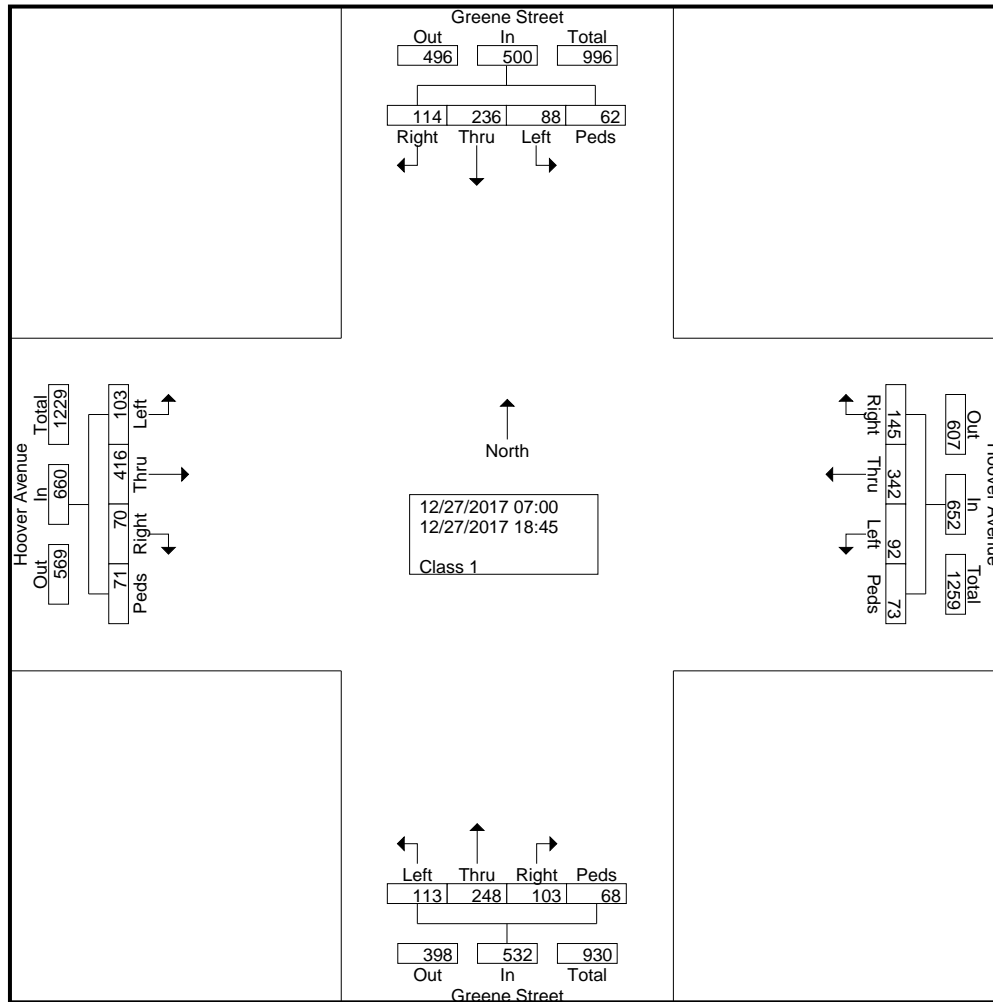 Greene Street
Out In Total
496 500 996
114 236 88 62
Right Thru Left Peds
Hoover Avenue
Total In Out
1229 660 569
103 416 70 71
Left Thru Right Peds
North
12/27/2017 07:00
12/27/2017 18:45
Class 1
Right Thru Left Peds
145 342 92 73
607 652 1259
Out In Total
Hoover Avenue
Left Thru Right Peds
113 248 103 68
398 532 930
Out In Total
Greene Street